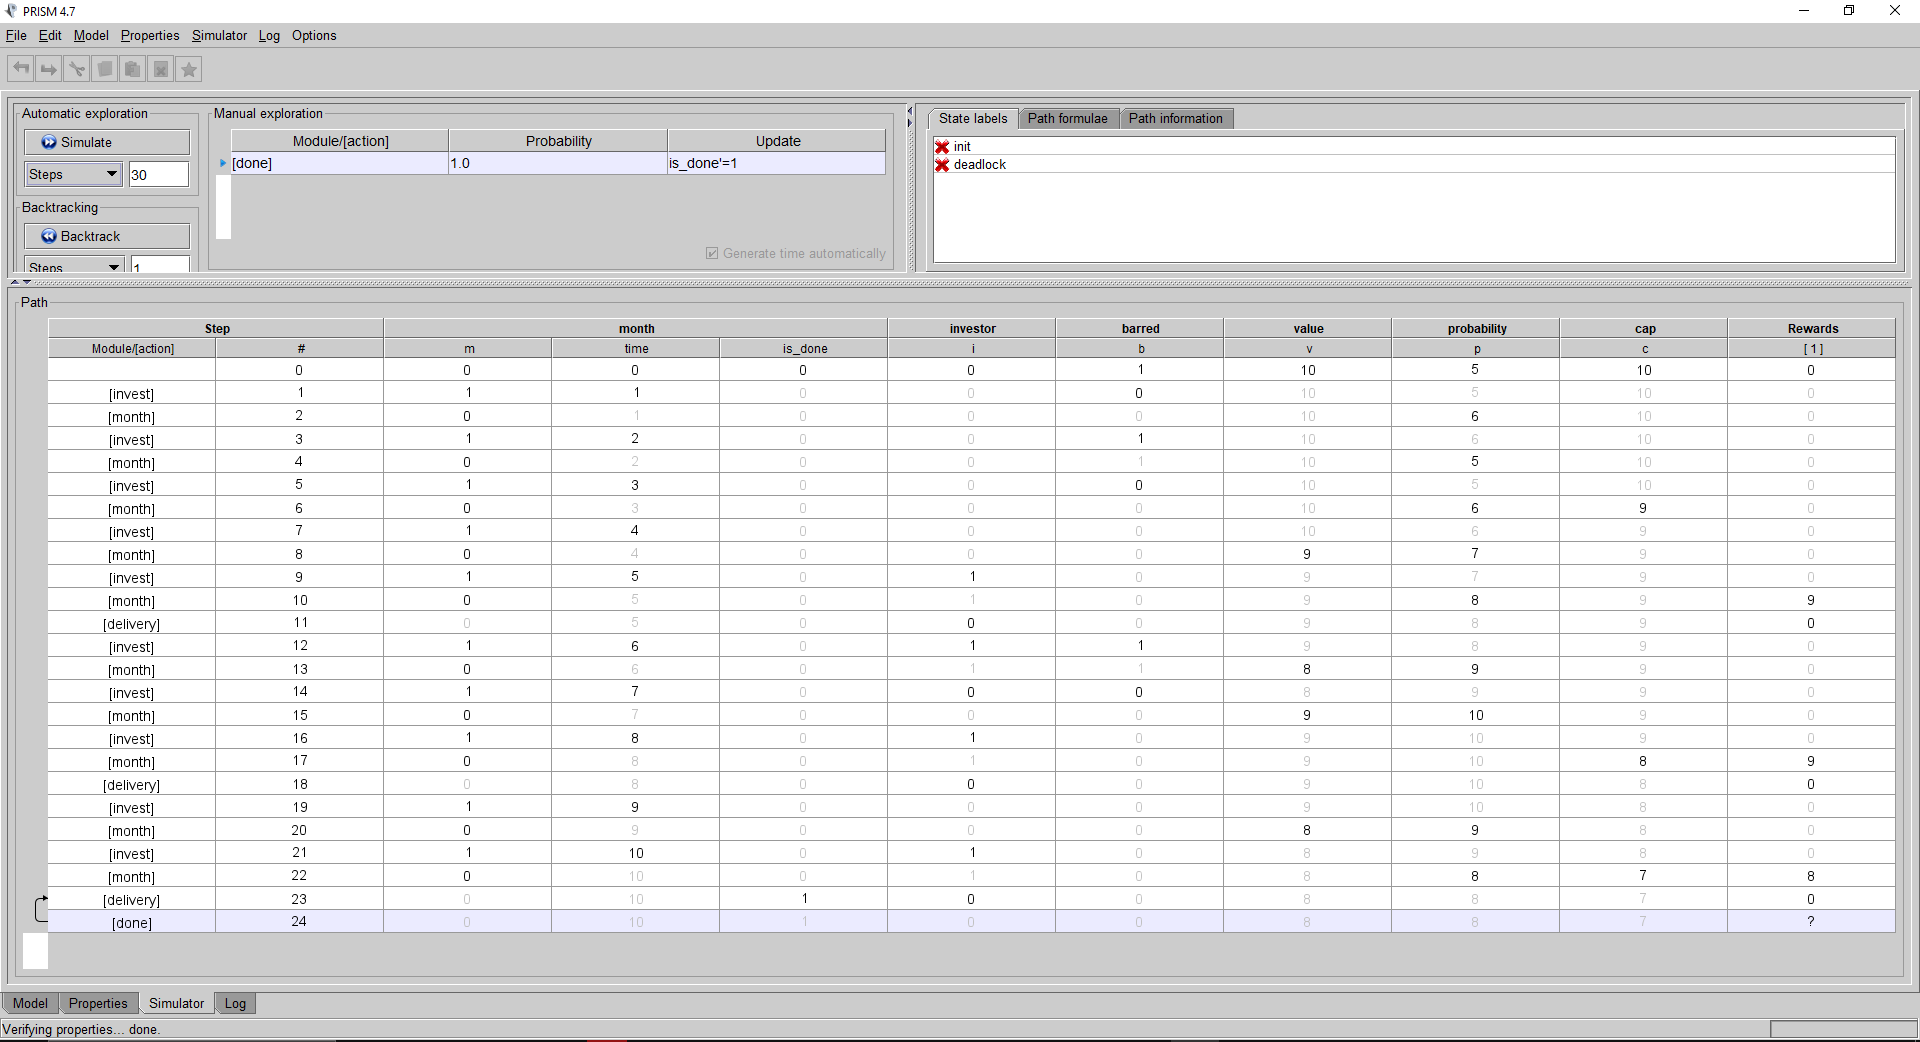 PRISM 4.7
File Edit Model Properties Simulator Log Options
Automatic exploration
Simulate
Steps 30
Backtracking
Backtrack
Steps 1
Manual exploration
Module/[action] Probability Update
[done] 1.0 is_done'=1
Generate time automatically
State labels Path formulae Path information
init
deadlock
Path
Step month investor barred value probability cap Rewards
Module/[action] # m time is_done i b v p c [ 1 ]
0 0 0 0 0 1 10 5 10 0
[invest] 1 1 1 0 0 0 10 5 10 0
[month] 2 0 1 0 0 0 10 6 10 0
[invest] 3 1 2 0 0 1 10 6 10 0
[month] 4 0 2 0 0 1 10 5 10 0
[invest] 5 1 3 0 0 0 10 5 10 0
[month] 6 0 3 0 0 0 10 6 9 0
[invest] 7 1 4 0 0 0 10 6 9 0
[month] 8 0 4 0 0 0 9 7 9 0
[invest] 9 1 5 0 1 0 9 7 9 0
[month] 10 0 5 0 1 0 9 8 9 9
[delivery] 11 0 5 0 0 0 9 8 9 0
[invest] 12 1 6 0 1 1 9 8 9 0
[month] 13 0 6 0 1 1 8 9 9 0
[invest] 14 1 7 0 0 0 8 9 9 0
[month] 15 0 7 0 0 0 9 10 9 0
[invest] 16 1 8 0 1 0 9 10 9 0
[month] 17 0 8 0 1 0 9 10 8 9
[delivery] 18 0 8 0 0 0 9 10 8 0
[invest] 19 1 9 0 0 0 9 10 8 0
[month] 20 0 9 0 0 0 8 9 8 0
[invest] 21 1 10 0 1 0 8 9 8 0
[month] 22 0 10 0 1 0 8 8 7 8
[delivery] 23 0 10 1 0 0 8 8 7 0
[done] 24 0 10 1 0 0 8 8 7 ?
Model Properties Simulator Log
Verifying properties... done.